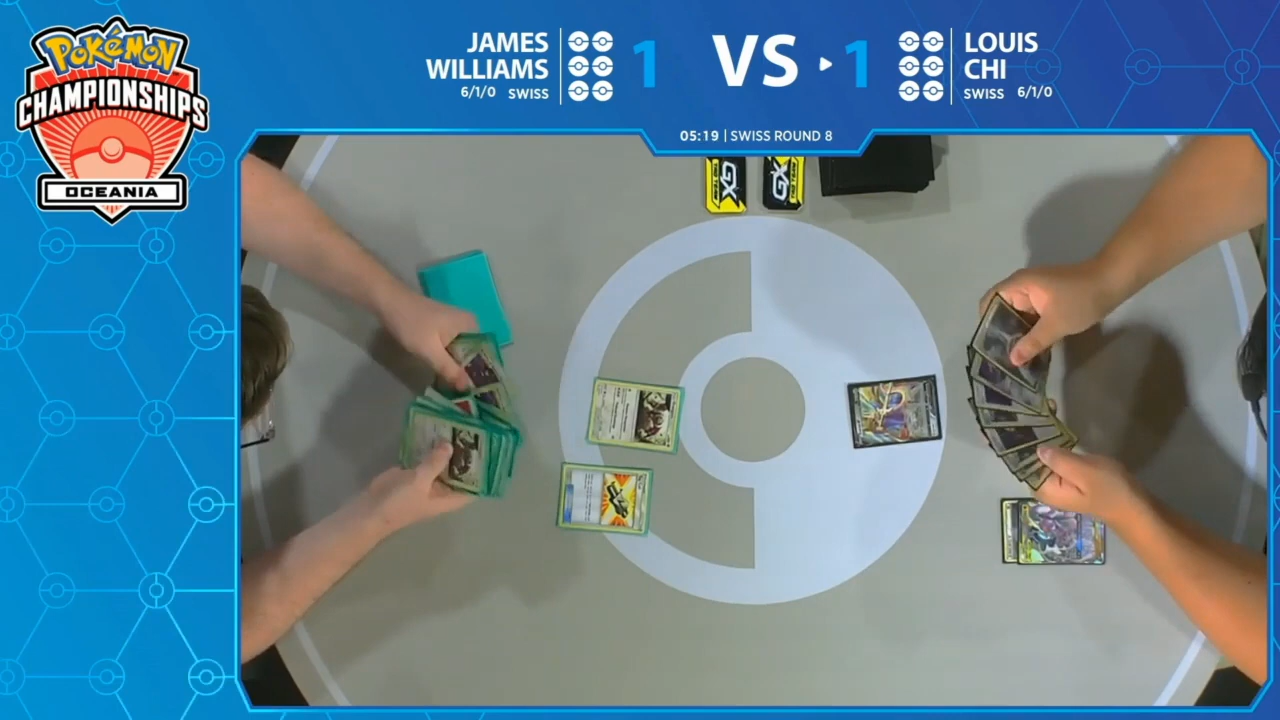 Pokémon
CHAMPIONSHIPS
OCEANIA
JAMES
WILLIAMS
6/1/0 SWISS
1
VS
1
LOUIS
CHI
SWISS 6/1/0
05:19 | SWISS ROUND 8
GX
GX